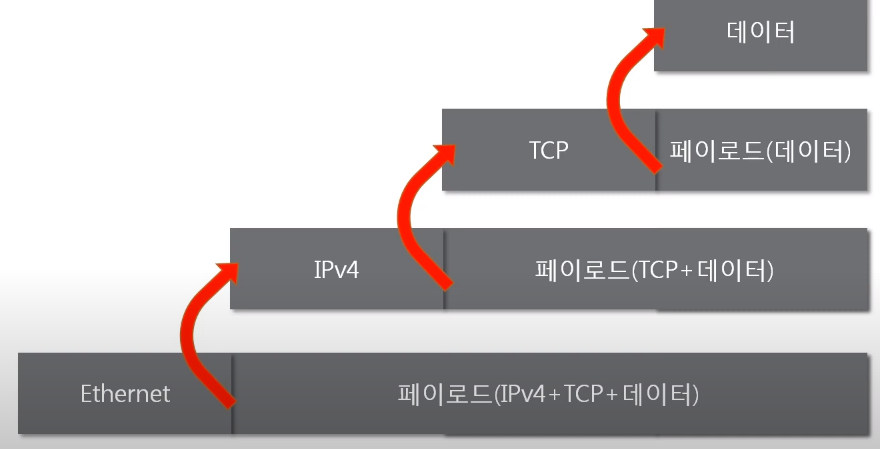 데이터
TCP
페이로드(데이터)
IPv4
페이로드(TCP+데이터)
Ethernet
페이로드(IPv4+TCP+데이터)